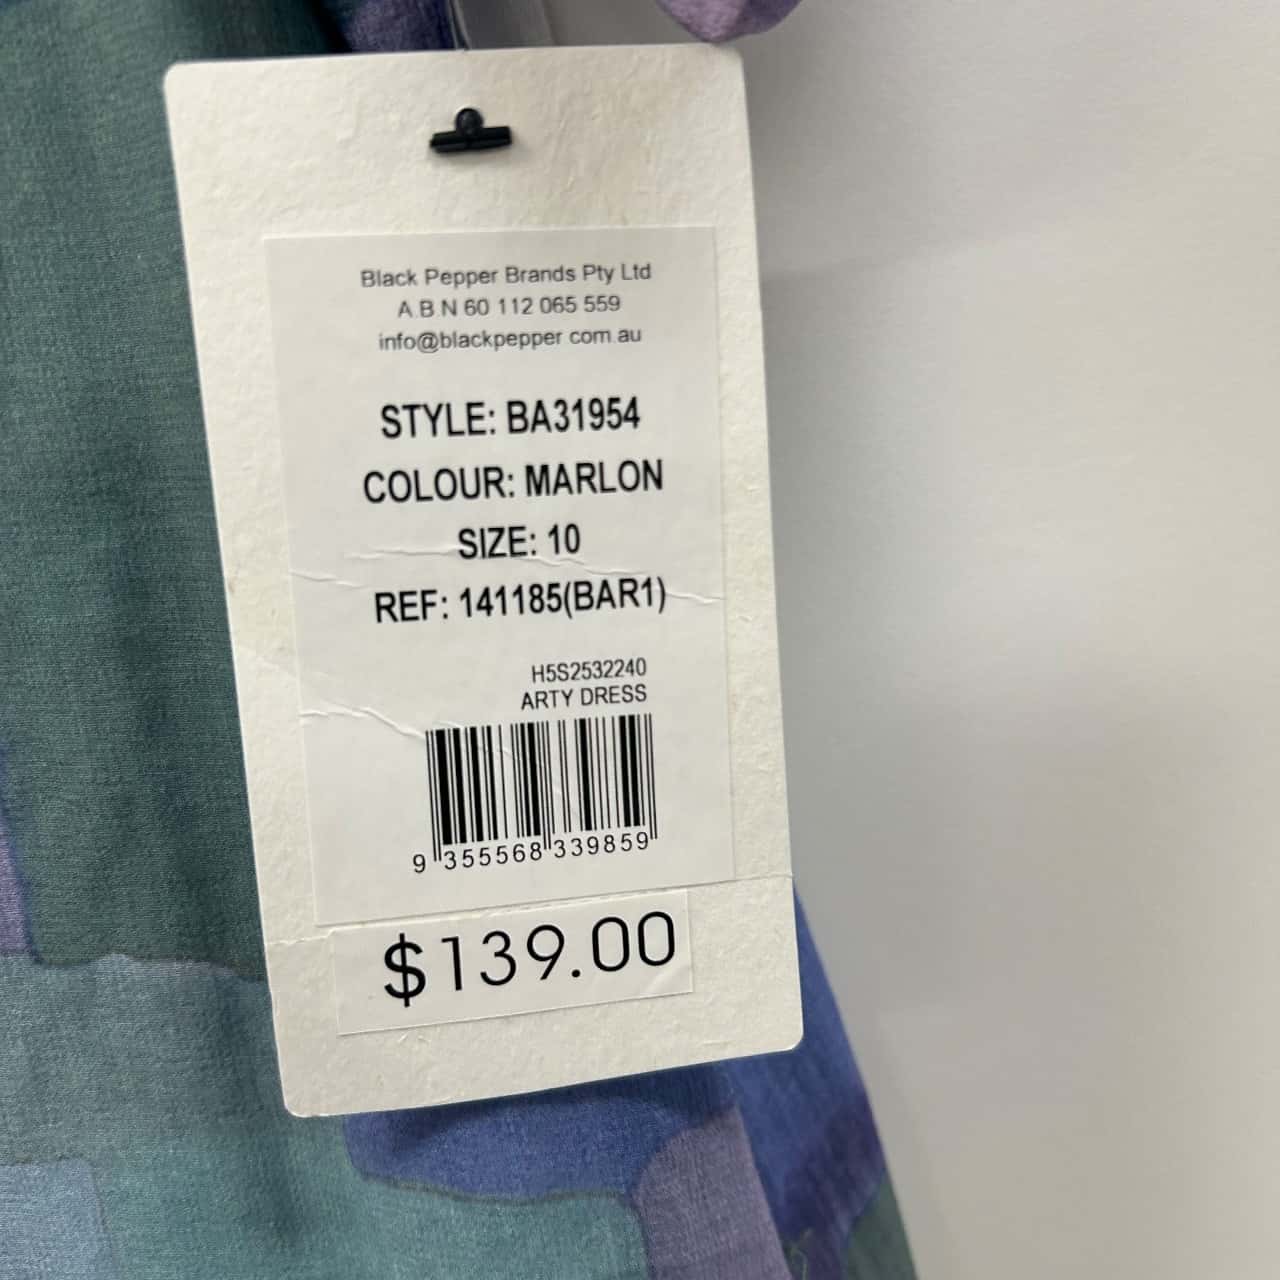 Black Pepper Brands Pty Ltd
A.B.N 60 112 065 559
info@blackpepper.com.au
STYLE: BA31954
COLOUR: MARLON
SIZE: 10
REF: 141185(BAR1)
H5S2532240
ARTY DRESS
9 355568 339859
$139.00